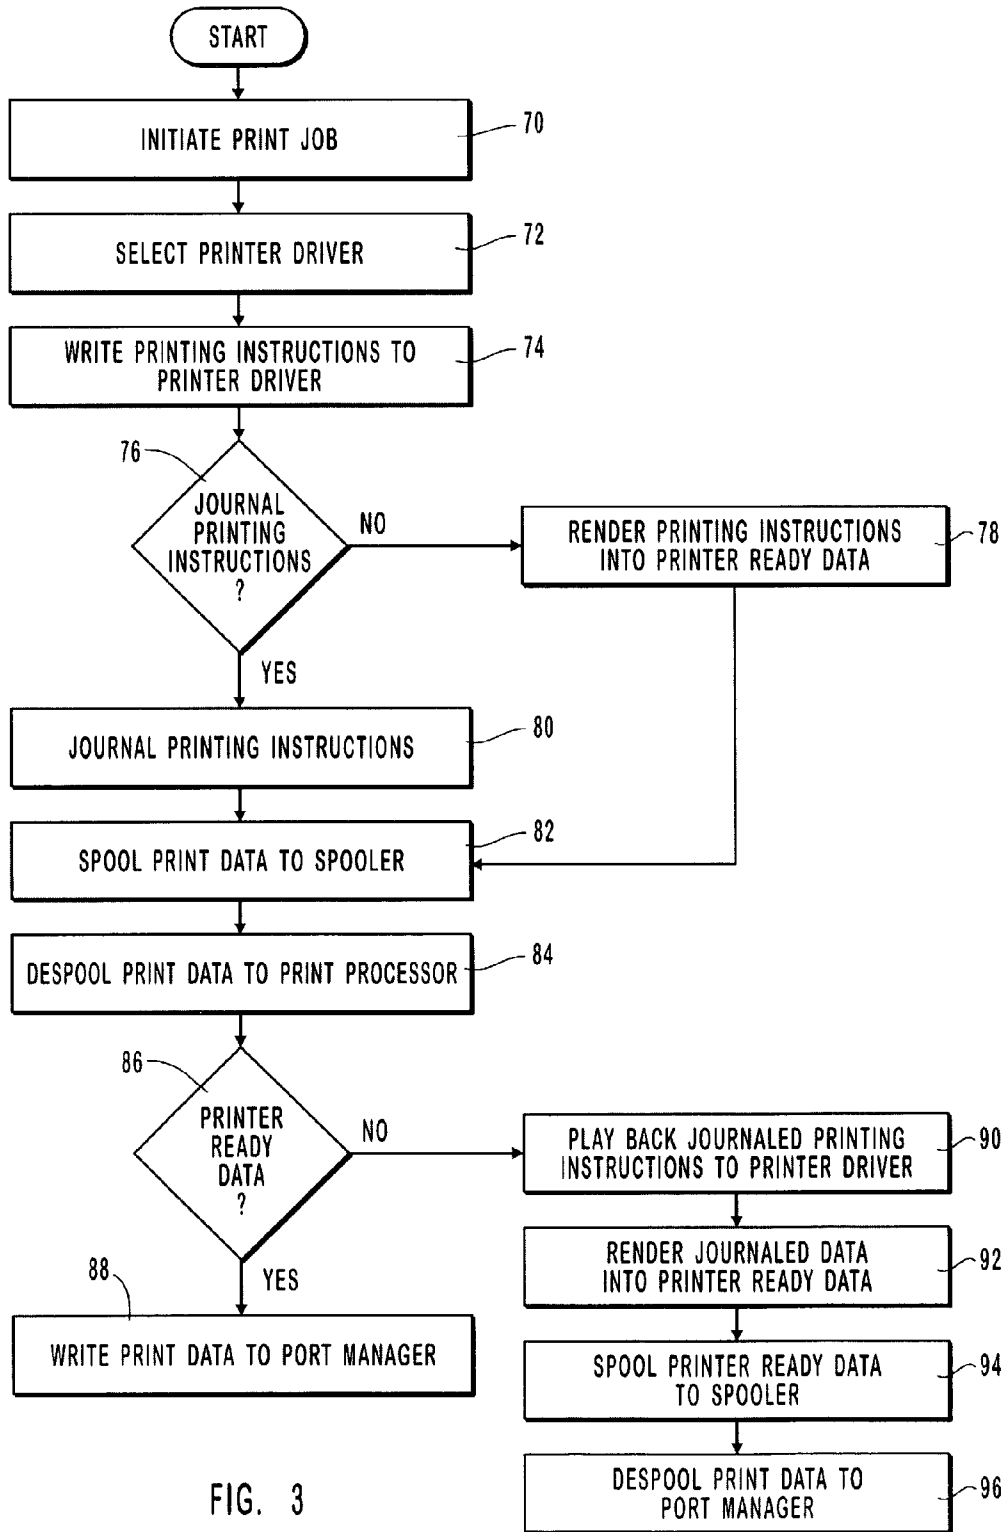 START
INITIATE PRINT JOB
70
SELECT PRINTER DRIVER
72
WRITE PRINTING INSTRUCTIONS TO
PRINTER DRIVER
74
76
JOURNAL
PRINTING
INSTRUCTIONS
?
NO
RENDER PRINTING INSTRUCTIONS
INTO PRINTER READY DATA
78
YES
JOURNAL PRINTING INSTRUCTIONS
80
SPOOL PRINT DATA TO SPOOLER
82
DESPOOL PRINT DATA TO PRINT PROCESSOR
84
86
PRINTER
READY
DATA
?
NO
PLAY BACK JOURNALED PRINTING
INSTRUCTIONS TO PRINTER DRIVER
90
YES
RENDER JOURNALED DATA
INTO PRINTER READY DATA
92
88
WRITE PRINT DATA TO PORT MANAGER
SPOOL PRINTER READY DATA
TO SPOOLER
94
DESPOOL PRINT DATA TO
PORT MANAGER
96
FIG. 3